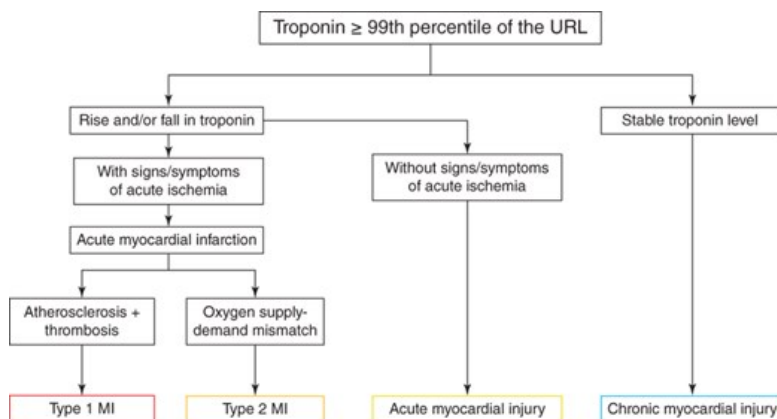 Troponin ≥ 99th percentile of the URL
Rise and/or fall in troponin
Stable troponin level
With signs/symptoms
of acute ischemia
Without signs/symptoms
of acute ischemia
Acute myocardial infarction
Atherosclerosis +
thrombosis
Oxygen supply-
demand mismatch
Type 1 MI
Type 2 MI
Acute myocardial injury
Chronic myocardial injury